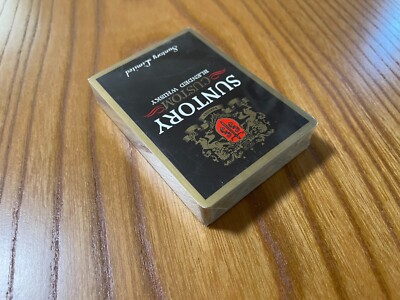 SUNTORY
CUSTOM
BLENDED WHISKY
Suntory Limited